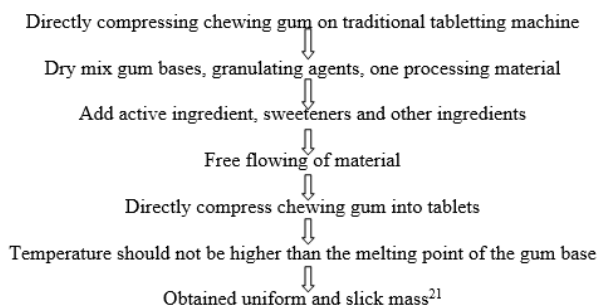 Directly compressing chewing gum on traditional tabletting machine
Dry mix gum bases, granulating agents, one processing material
Add active ingredient, sweeteners and other ingredients
Free flowing of material
Directly compress chewing gum into tablets
Temperature should not be higher than the melting point of the gum base
Obtained uniform and slick mass²¹